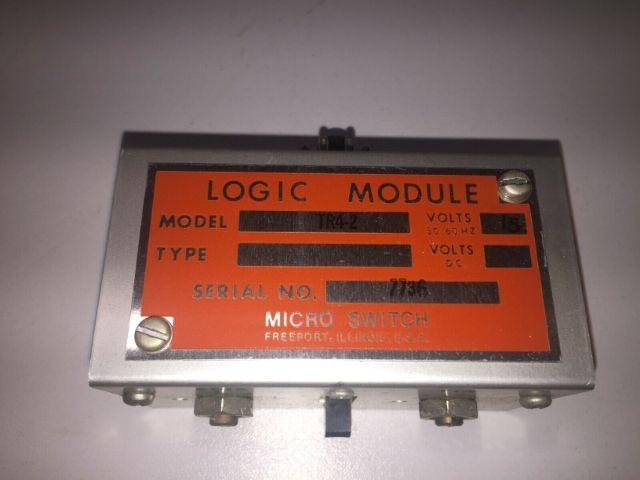 LOGIC MODULE
MODEL TR4-2 VOLTS 15
50/60 HZ
TYPE VOLTS
DC
SERIAL NO. 7736
MICRO SWITCH
FREEPORT, ILLINOIS, U.S.A.